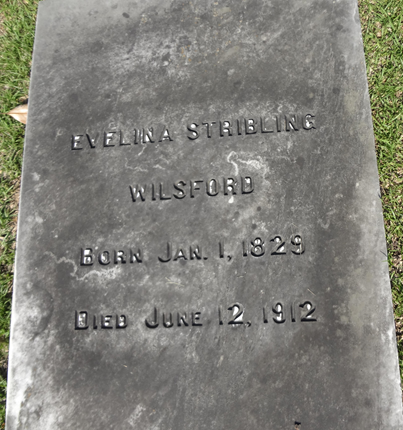 EVELINA STRIBLING
WILSFORD
BORN JAN. 1, 1829
DIED JUNE 12, 1912